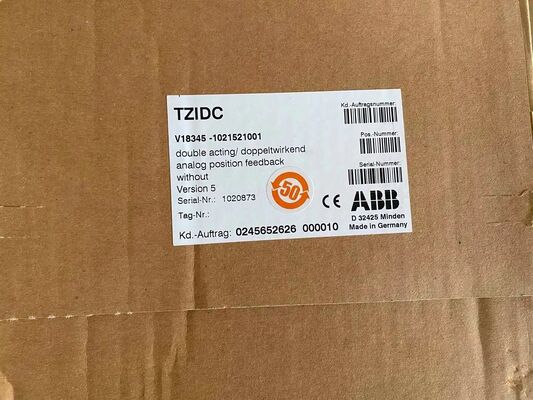 TZIDC
Kd.-Auftragsnummer:
V18345 -1021521001
double acting/ doppeltwirkend
analog position feedback
without
Version 5
Serial-Nr.: 1020873
Tag-Nr.:
Kd.-Auftrag: 0245652626 000010
Pos.-Nummer:
Serial-Nummer:
50
CE
ABB
D 32425 Minden
Made in Germany